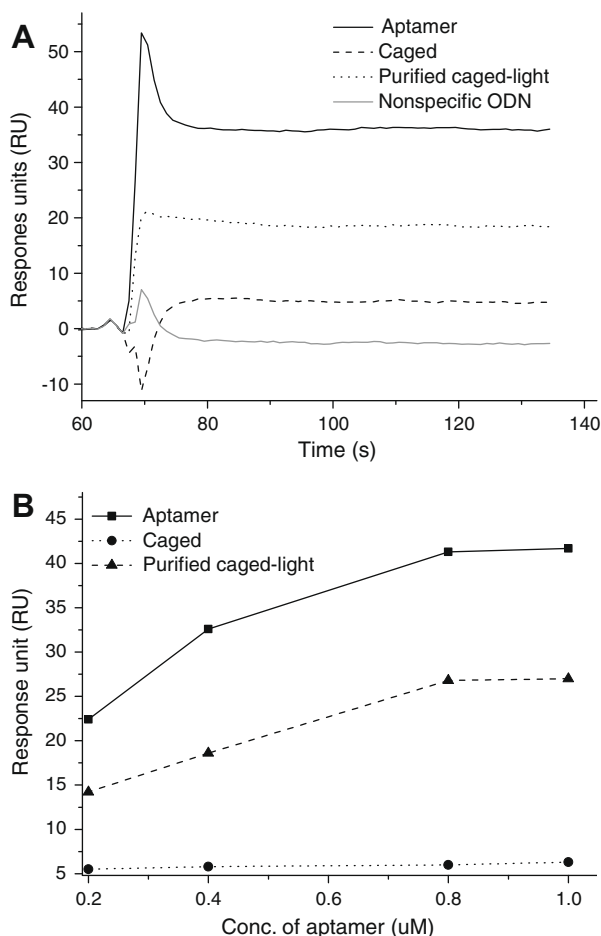 A
Aptamer
Caged
Purified caged-light
Nonspecific ODN
Respones units (RU)
50
40
30
20
10
0
-10
60
80
100
120
140
Time (s)
B
Aptamer
Caged
Purified caged-light
Response unit (RU)
45
40
35
30
25
20
15
10
5
0.2
0.4
0.6
0.8
1.0
Conc. of aptamer (uM)